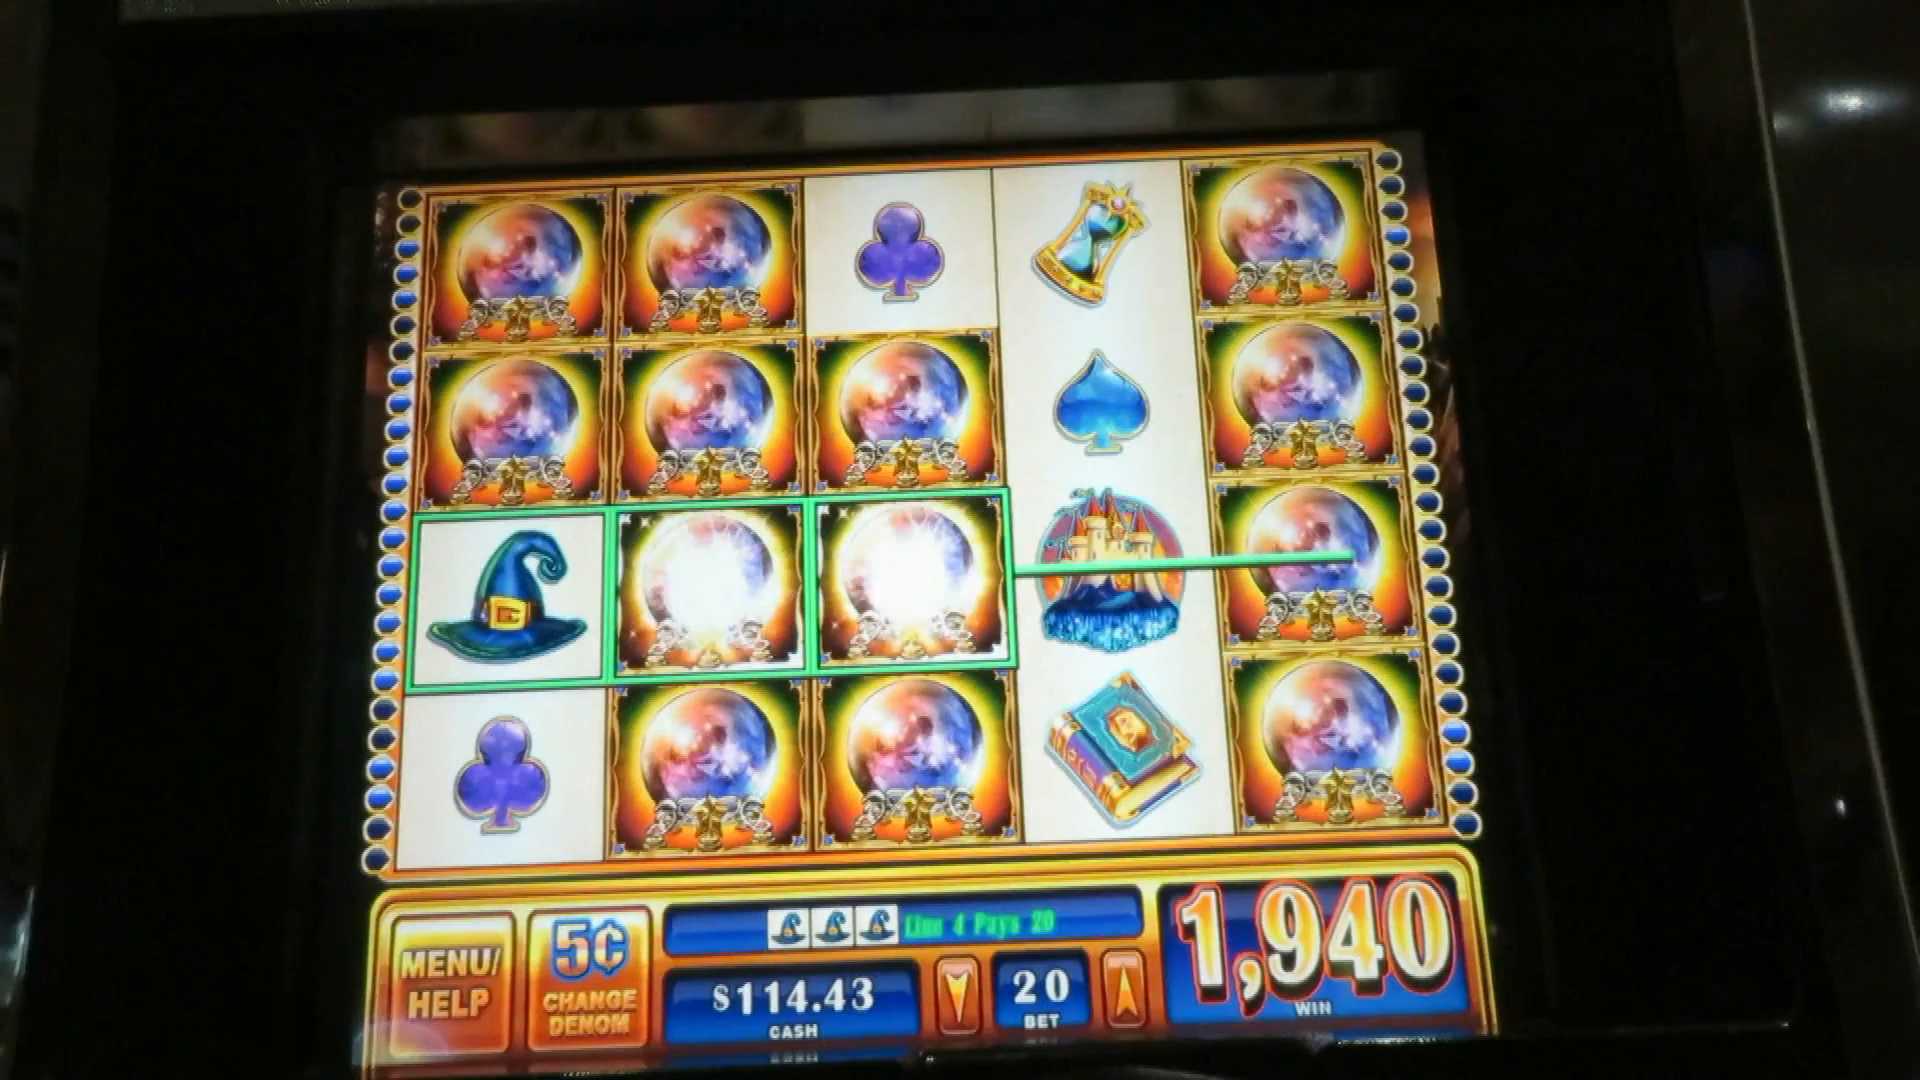 Line 4 Pays 20
MENU/
HELP
5¢
CHANGE
DENOM
$114.43
CASH
20
BET
1,940
WIN